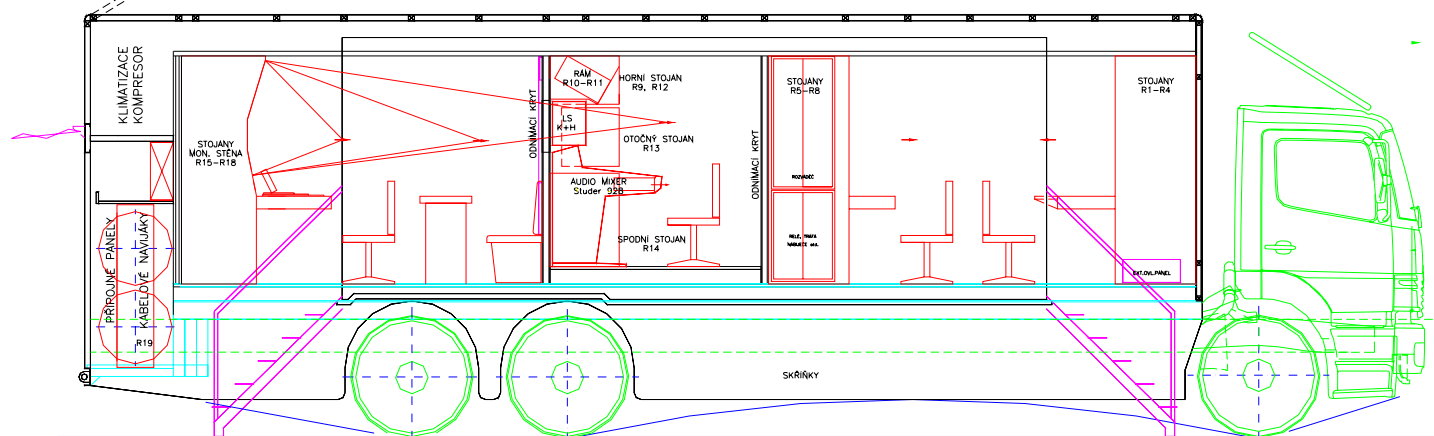 KLIMATIZACE
KOMPRESOR
STOJANY
MON. STĚNA
R15-R18
PŘÍPOJNÉ PANELY
KABELOVÉ NAVIJÁKY
R19
ODNÍMACÍ KRYT
RÁM
R10-R11
HORNÍ STOJAN
R9, R12
LS
K+H
OTOČNÝ STOJAN
R13
AUDIO MIXER
Studer 928
SPODNÍ STOJAN
R14
ODNÍMACÍ KRYT
STOJANY
R5-R8
ROZVADĚČ
STOJANY
R1-R4
EXT.OVL.PANEL
SKŘÍŇKY